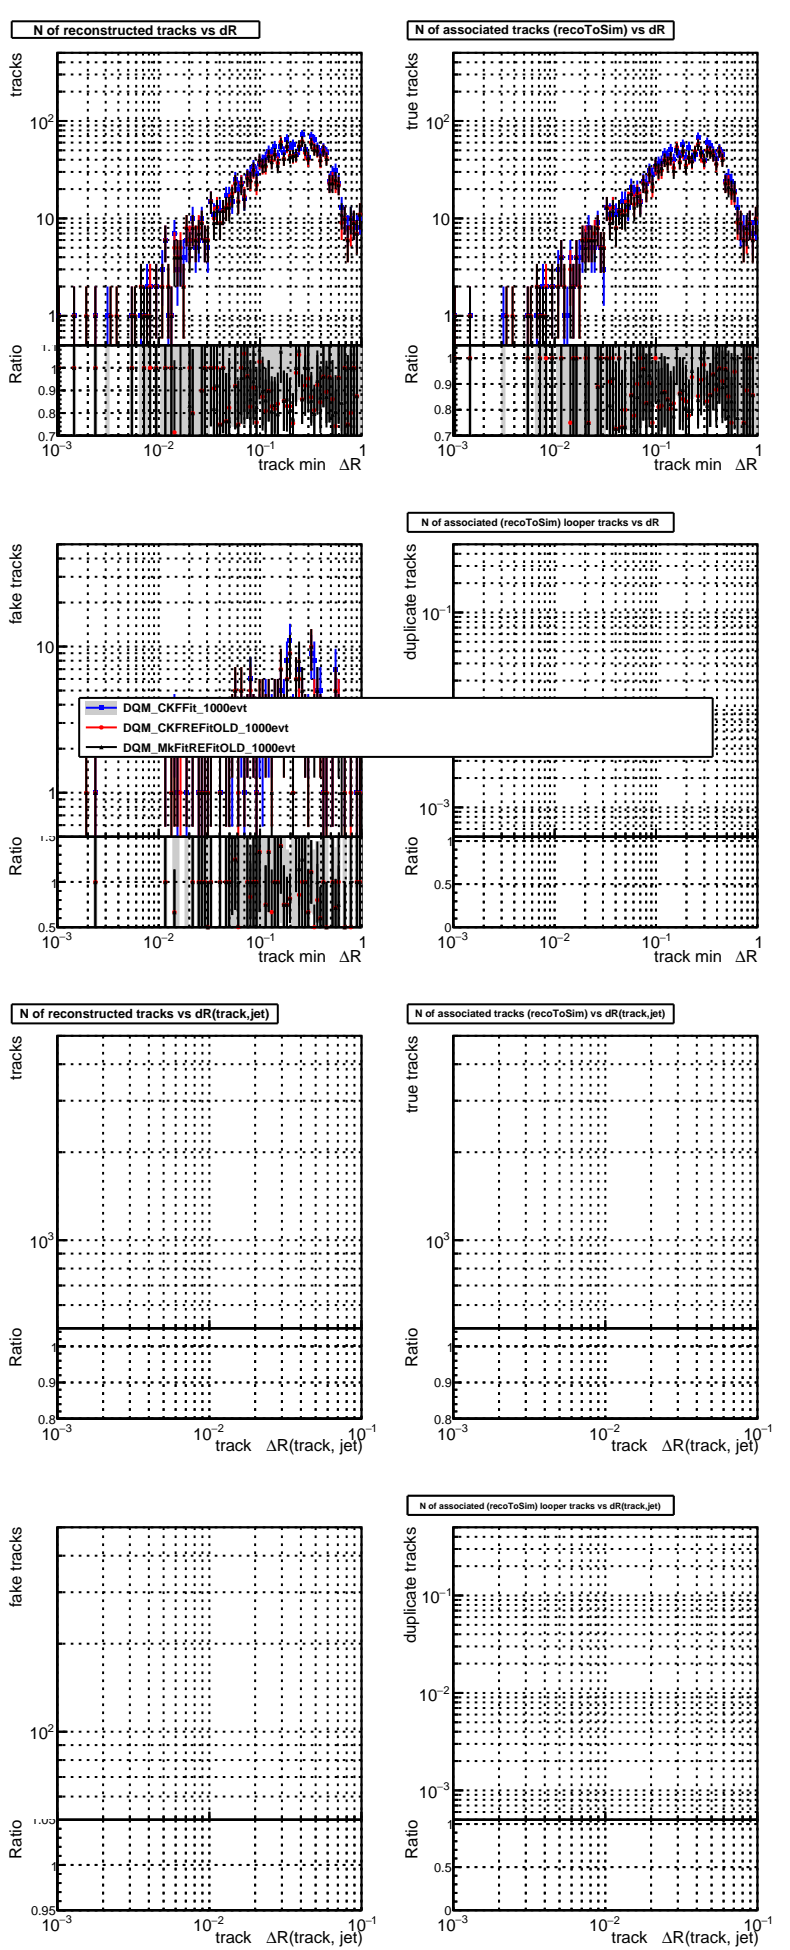 N of reconstructed tracks vs dR
N of associated tracks (recoToSim) vs dR
tracks
10²
10
1
Ratio
1.1
1
0.9
0.8
0.7
10⁻³ 10⁻² 10⁻¹ 1
track min ΔR
true tracks
10²
10
1
Ratio
1
0.9
0.8
0.7
10⁻³ 10⁻² 10⁻¹ 1
track min ΔR
N of associated (recoToSim) looper tracks vs dR
fake tracks
10
1
Ratio
1.5
1
0.5
10⁻³ 10⁻² 10⁻¹ 1
track min ΔR
duplicate tracks
10⁻¹
10⁻³
Ratio
1
0.5
0
10⁻³ 10⁻² 10⁻¹ 1
track min ΔR
DQM_CKFFit_1000evt
DQM_CKFREFitOLD_1000evt
DQM_MkFitREFitOLD_1000evt
N of reconstructed tracks vs dR(track,jet)
N of associated tracks (recoToSim) vs dR(track,jet)
tracks
10³
Ratio
1
0.9
0.8
10⁻³ 10⁻² 10⁻¹
track ΔR(track, jet)
true tracks
10³
Ratio
1
0.9
0.8
10⁻³ 10⁻² 10⁻¹
track ΔR(track, jet)
N of associated (recoToSim) looper tracks vs dR(track,jet)
fake tracks
10²
Ratio
1.05
1
0.95
10⁻³ 10⁻² 10⁻¹
track ΔR(track, jet)
duplicate tracks
10⁻¹
10⁻²
10⁻³
Ratio
1
0.5
0
10⁻³ 10⁻² 10⁻¹
track ΔR(track, jet)